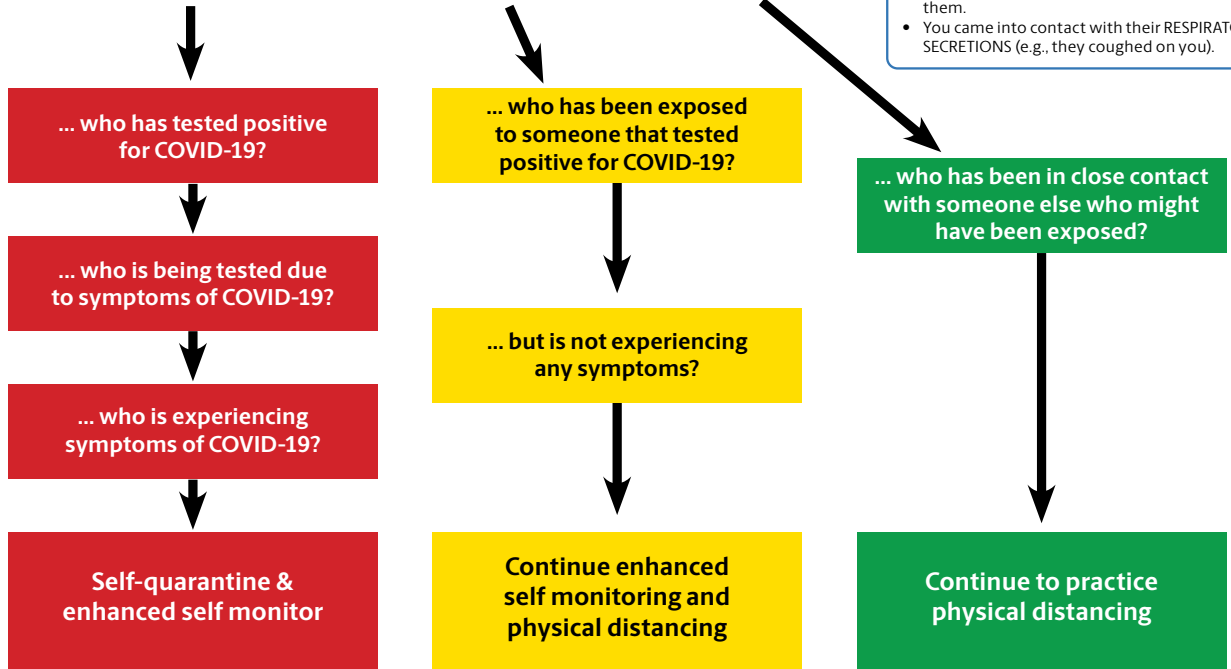 them.
• You came into contact with their
SECRETIONS (e.g., they coughed on you).
... who has tested positive
for COVID-19?
... who is being tested due
to symptoms of COVID-19?
... who is experiencing
symptoms of COVID-19?
Self-quarantine &
enhanced self monitor
... who has been exposed
to someone that tested
positive for COVID-19?
... but is not experiencing
any symptoms?
Continue enhanced
self monitoring and
physical distancing
... who has been in close contact
with someone else who might
have been exposed?
Continue to practice
physical distancing